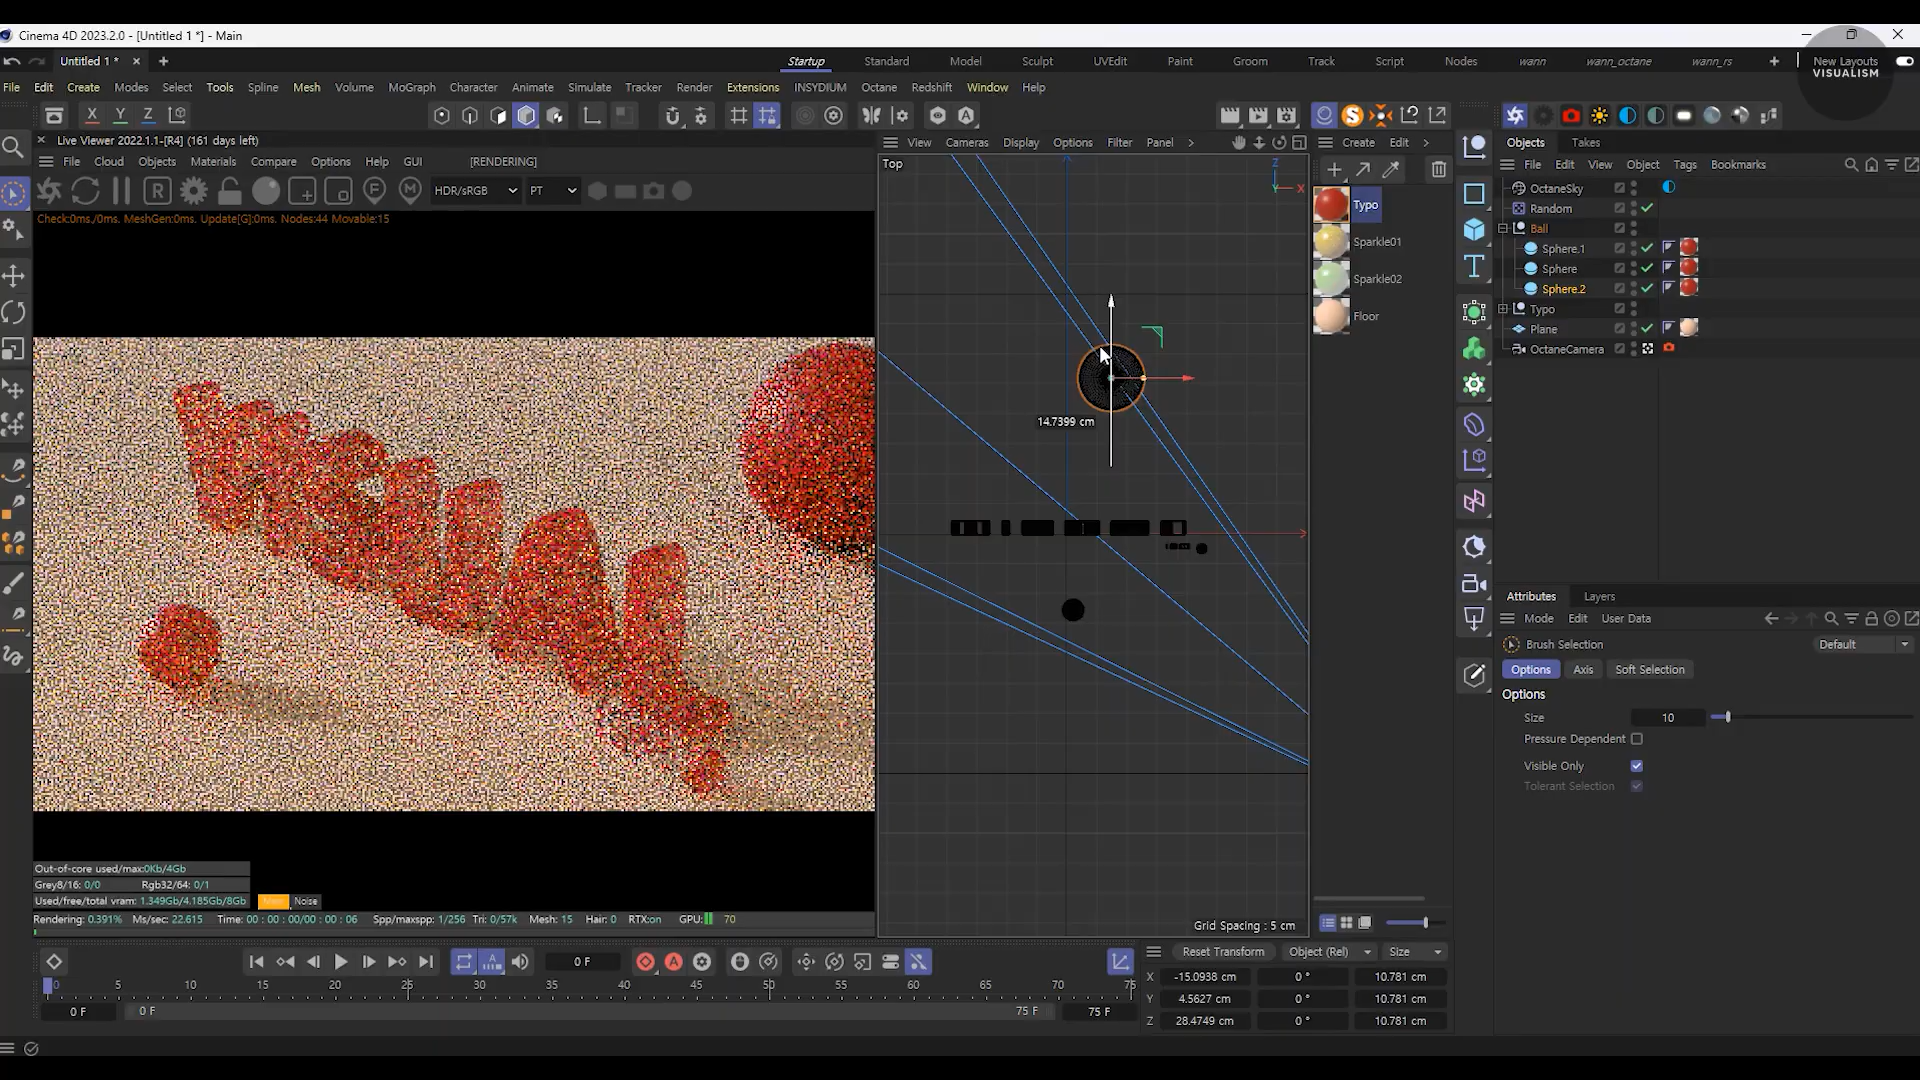 Cinema 4D 2023.2.0 - [Untitled 1 *] - Main
Untitled 1 *
Startup Standard Model Sculpt UVEdit Paint Groom Track Script Nodes wann wann_octane wann_rs New Layouts
VISUALISM
File Edit Create Modes Select Tools Spline Mesh Volume MoGraph Character Animate Simulate Tracker Render Extensions INSYDIUM Octane Redshift Window Help
X Y Z
Live Viewer 2022.1.1-[R4] (161 days left)
File Cloud Objects Materials Compare Options Help GUI [RENDERING]
HDR/sRGB PT
Check:0ms./0ms. MeshGen:0ms. Update[G]:0ms. Nodes:44 Movable:15
View Cameras Display Options Filter Panel
Top
Z
Y X
14.7399 cm
Grid Spacing : 5 cm
Create Edit
Typo
Sparkle01
Sparkle02
Floor
Objects Takes
File Edit View Object Tags Bookmarks
OctaneSky
Random
Ball
Sphere.1
Sphere
Sphere.2
Typo
Plane
OctaneCamera
Attributes Layers
Mode Edit User Data
Brush Selection Default
Options Axis Soft Selection
Options
Size 10
Pressure Dependent
Visible Only
Tolerant Selection
Out-of-core used/max:0Kb/4Gb
Grey8/16: 0/0 Rgb32/64: 0/1
Used/free/total vram: 1.349Gb/4.185Gb/8Gb
Noise
Rendering: 0.391% Ms/sec: 22.615 Time: 00 : 00 : 00/00 : 00 : 06 Spp/maxspp: 1/256 Tri: 0/57k Mesh: 15 Hair: 0 RTX:on GPU: 70
0 F
0 5 10 15 20 25 30 35 40 45 50 55 60 65 70 75
0 F 0 F 75 F 75 F
Reset Transform Object (Rel) Size
X -15.0938 cm 0 ° 10.781 cm
Y 4.5627 cm 0 ° 10.781 cm
Z 28.4749 cm 0 ° 10.781 cm